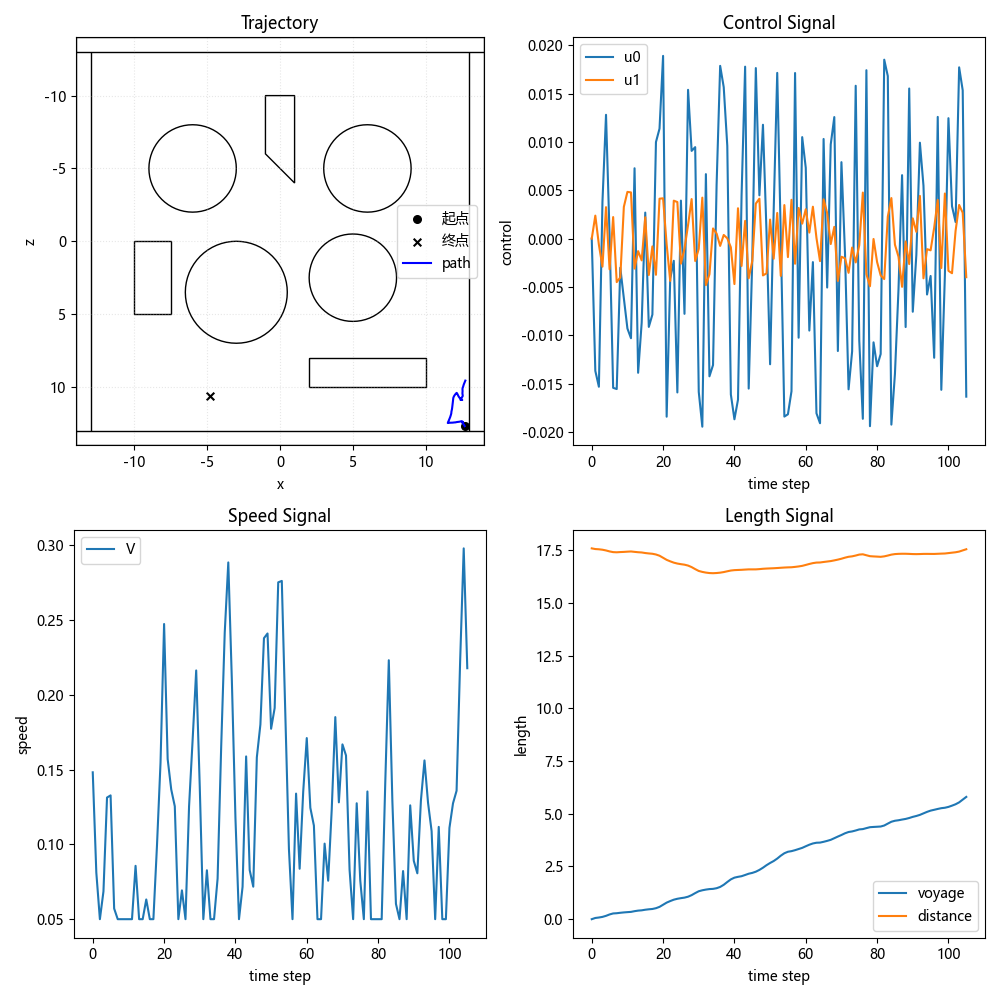 Trajectory
-10
-5
0
5
10
z
-10
-5
0
5
10
x
起点
终点
path
Control Signal
0.020
0.015
0.010
0.005
0.000
-0.005
-0.010
-0.015
-0.020
control
0
20
40
60
80
100
time step
u0
u1
Speed Signal
0.30
0.25
0.20
0.15
0.10
0.05
speed
0
20
40
60
80
100
time step
V
Length Signal
17.5
15.0
12.5
10.0
7.5
5.0
2.5
0.0
length
0
20
40
60
80
100
time step
voyage
distance